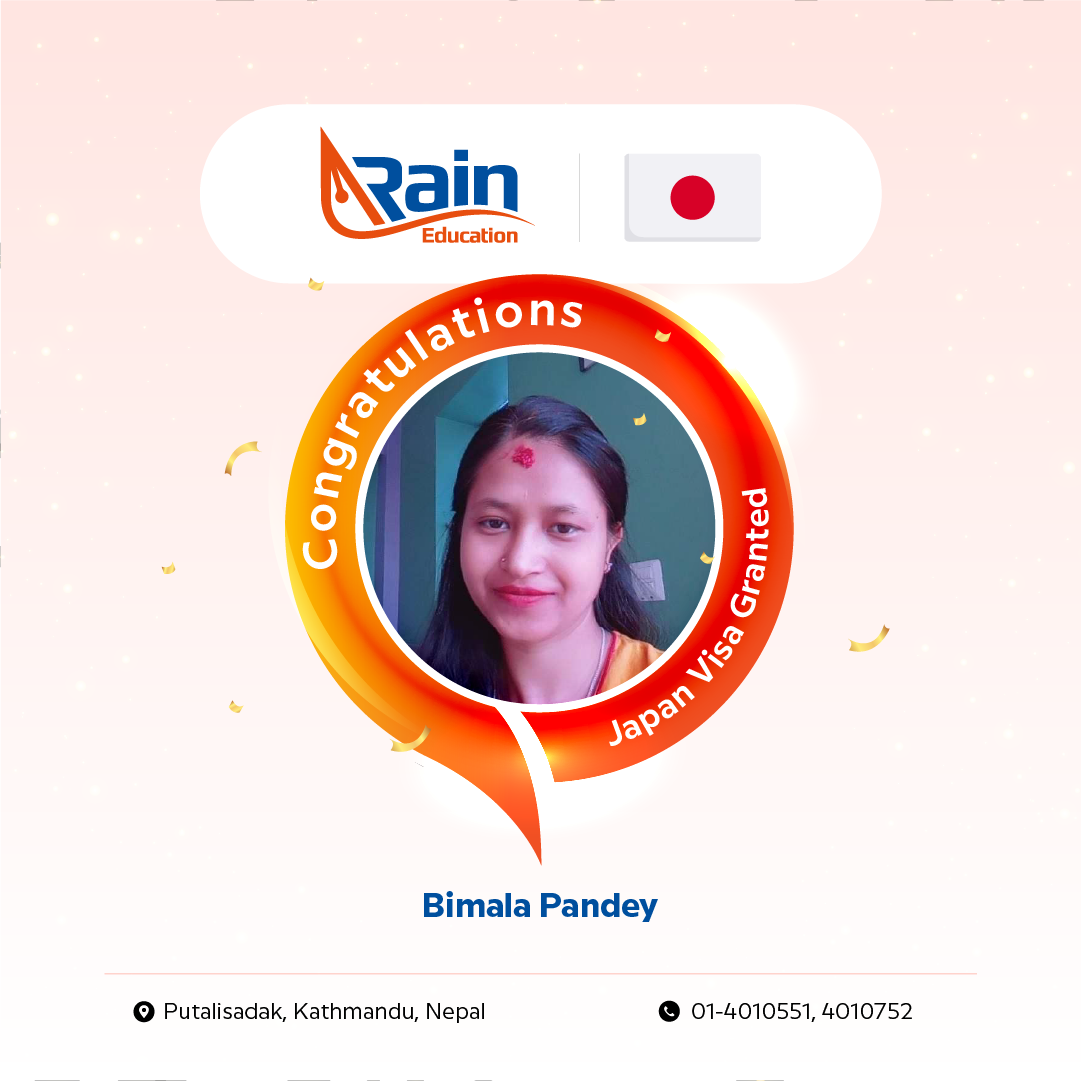 Rain
Education
Congratulations
Japan Visa Granted
Bimala Pandey
Putalisadak, Kathmandu, Nepal
01-4010551, 4010752